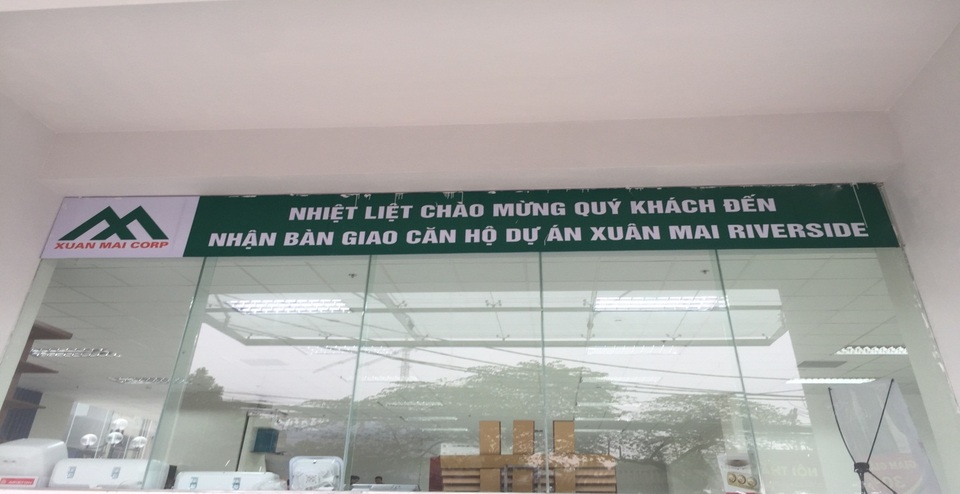 XUAN MAI CORP
NHIỆT LIỆT CHÀO MỪNG QUÝ KHÁCH ĐẾN
NHẬN BÀN GIAO CĂN HỘ DỰ ÁN XUÂN MAI RIVERSIDE